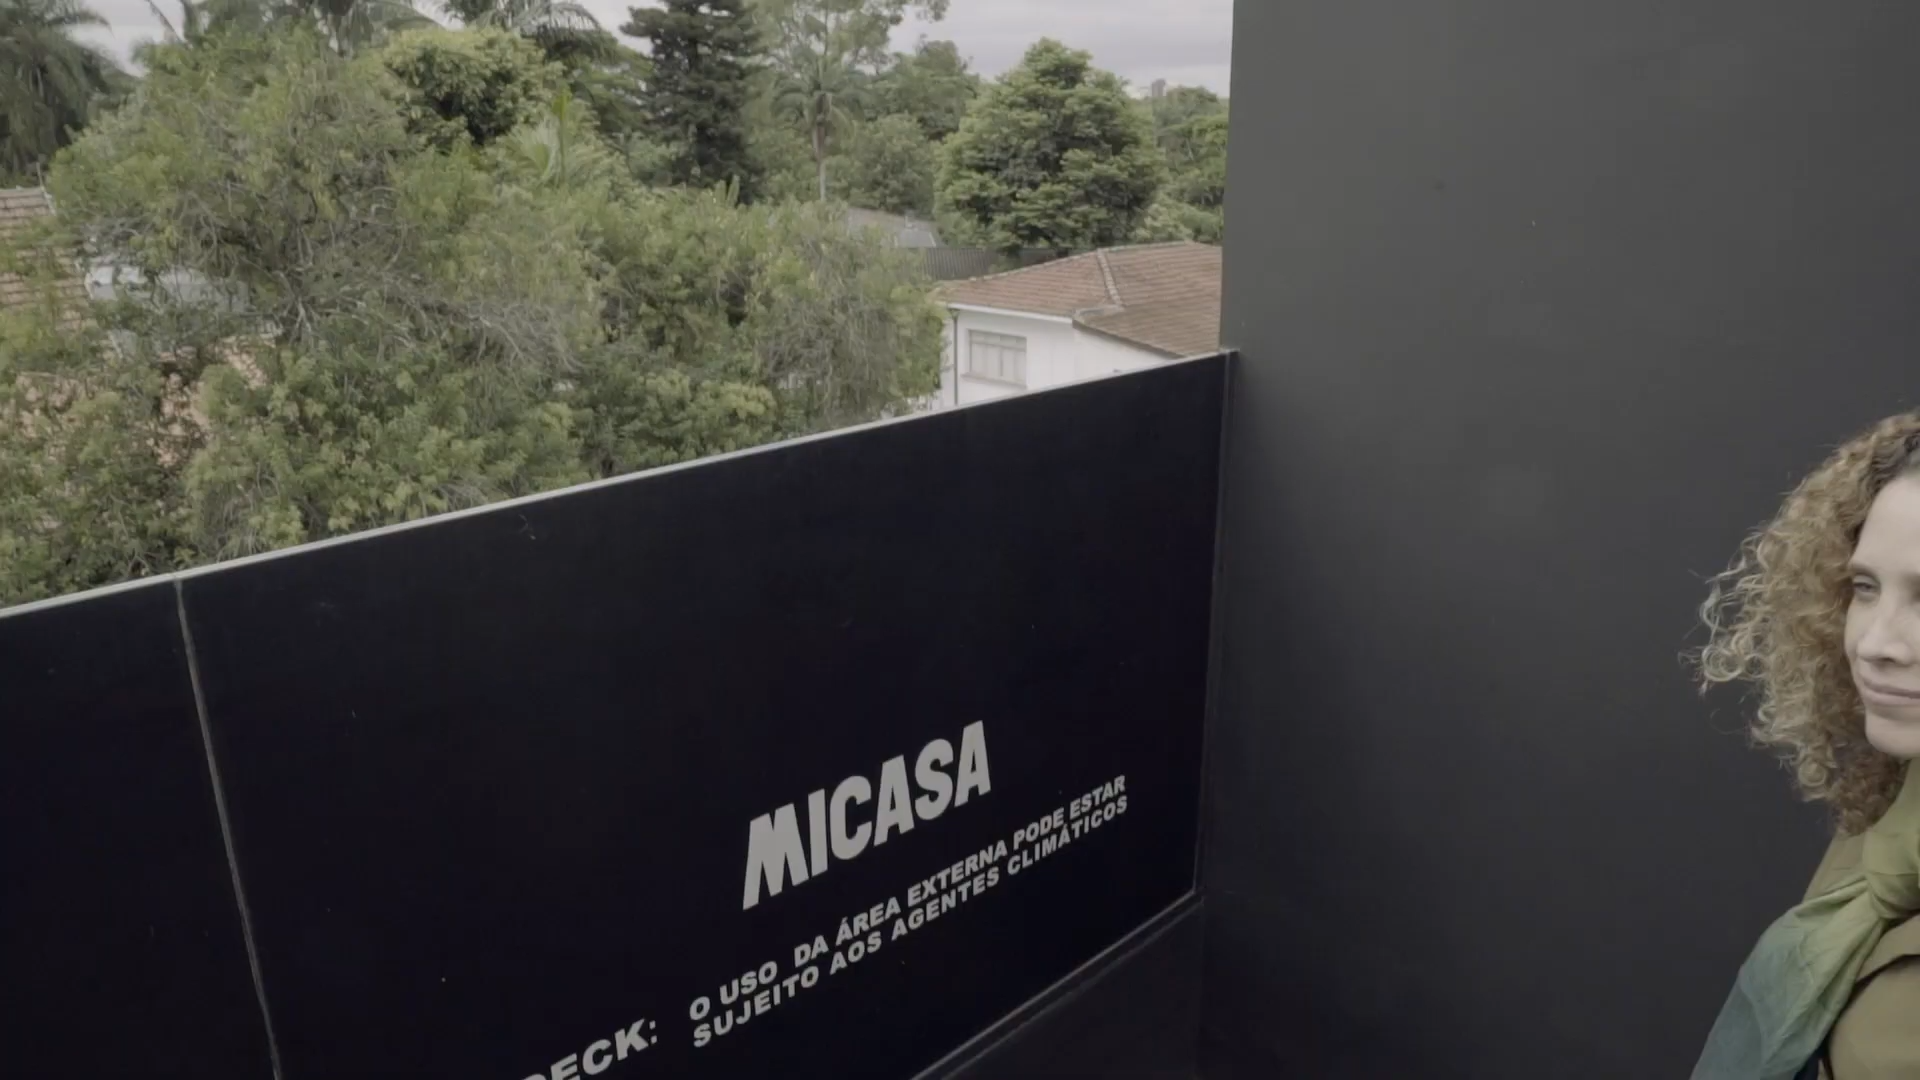 MICASA
O USO DA ÁREA EXTERNA PODE ESTAR
SUJEITO AOS AGENTES CLIMÁTICOS
DECK: